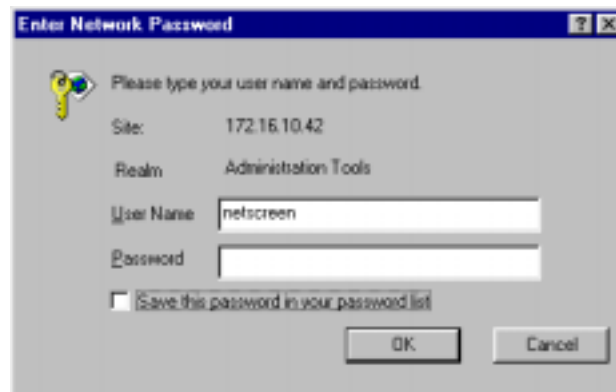 Enter Network Password
Please type your user name and password.
Site: 172.16.10.42
Realm Administration Tools
User Name netscreen
Password
Save this password in your password list
OK Cancel